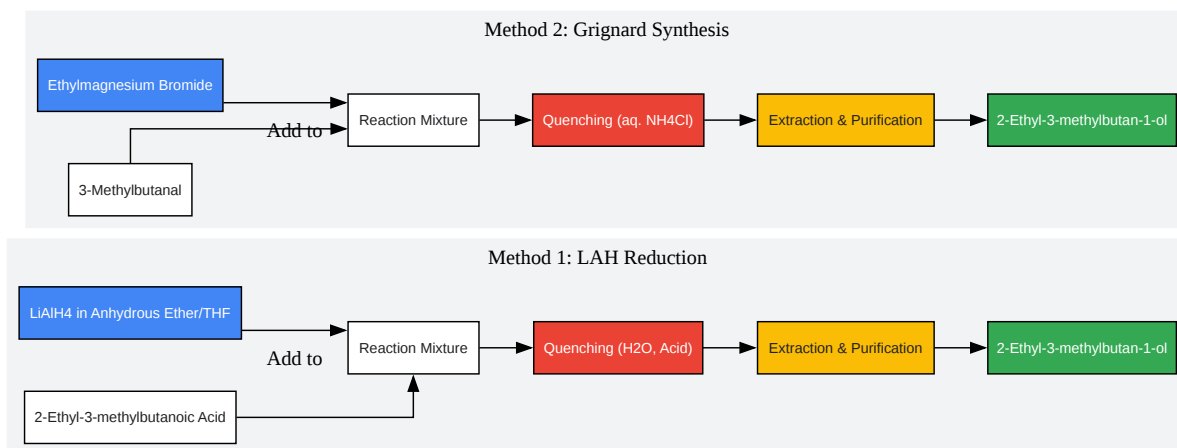 Method 2: Grignard Synthesis
Ethylmagnesium Bromide
Add to
Reaction Mixture
Quenching (aq. NH4Cl)
Extraction & Purification
2-Ethyl-3-methylbutan-1-ol
3-Methylbutanal
Method 1: LAH Reduction
LiAlH4 in Anhydrous Ether/THF
Add to
Reaction Mixture
Quenching (H2O, Acid)
Extraction & Purification
2-Ethyl-3-methylbutan-1-ol
2-Ethyl-3-methylbutanoic Acid